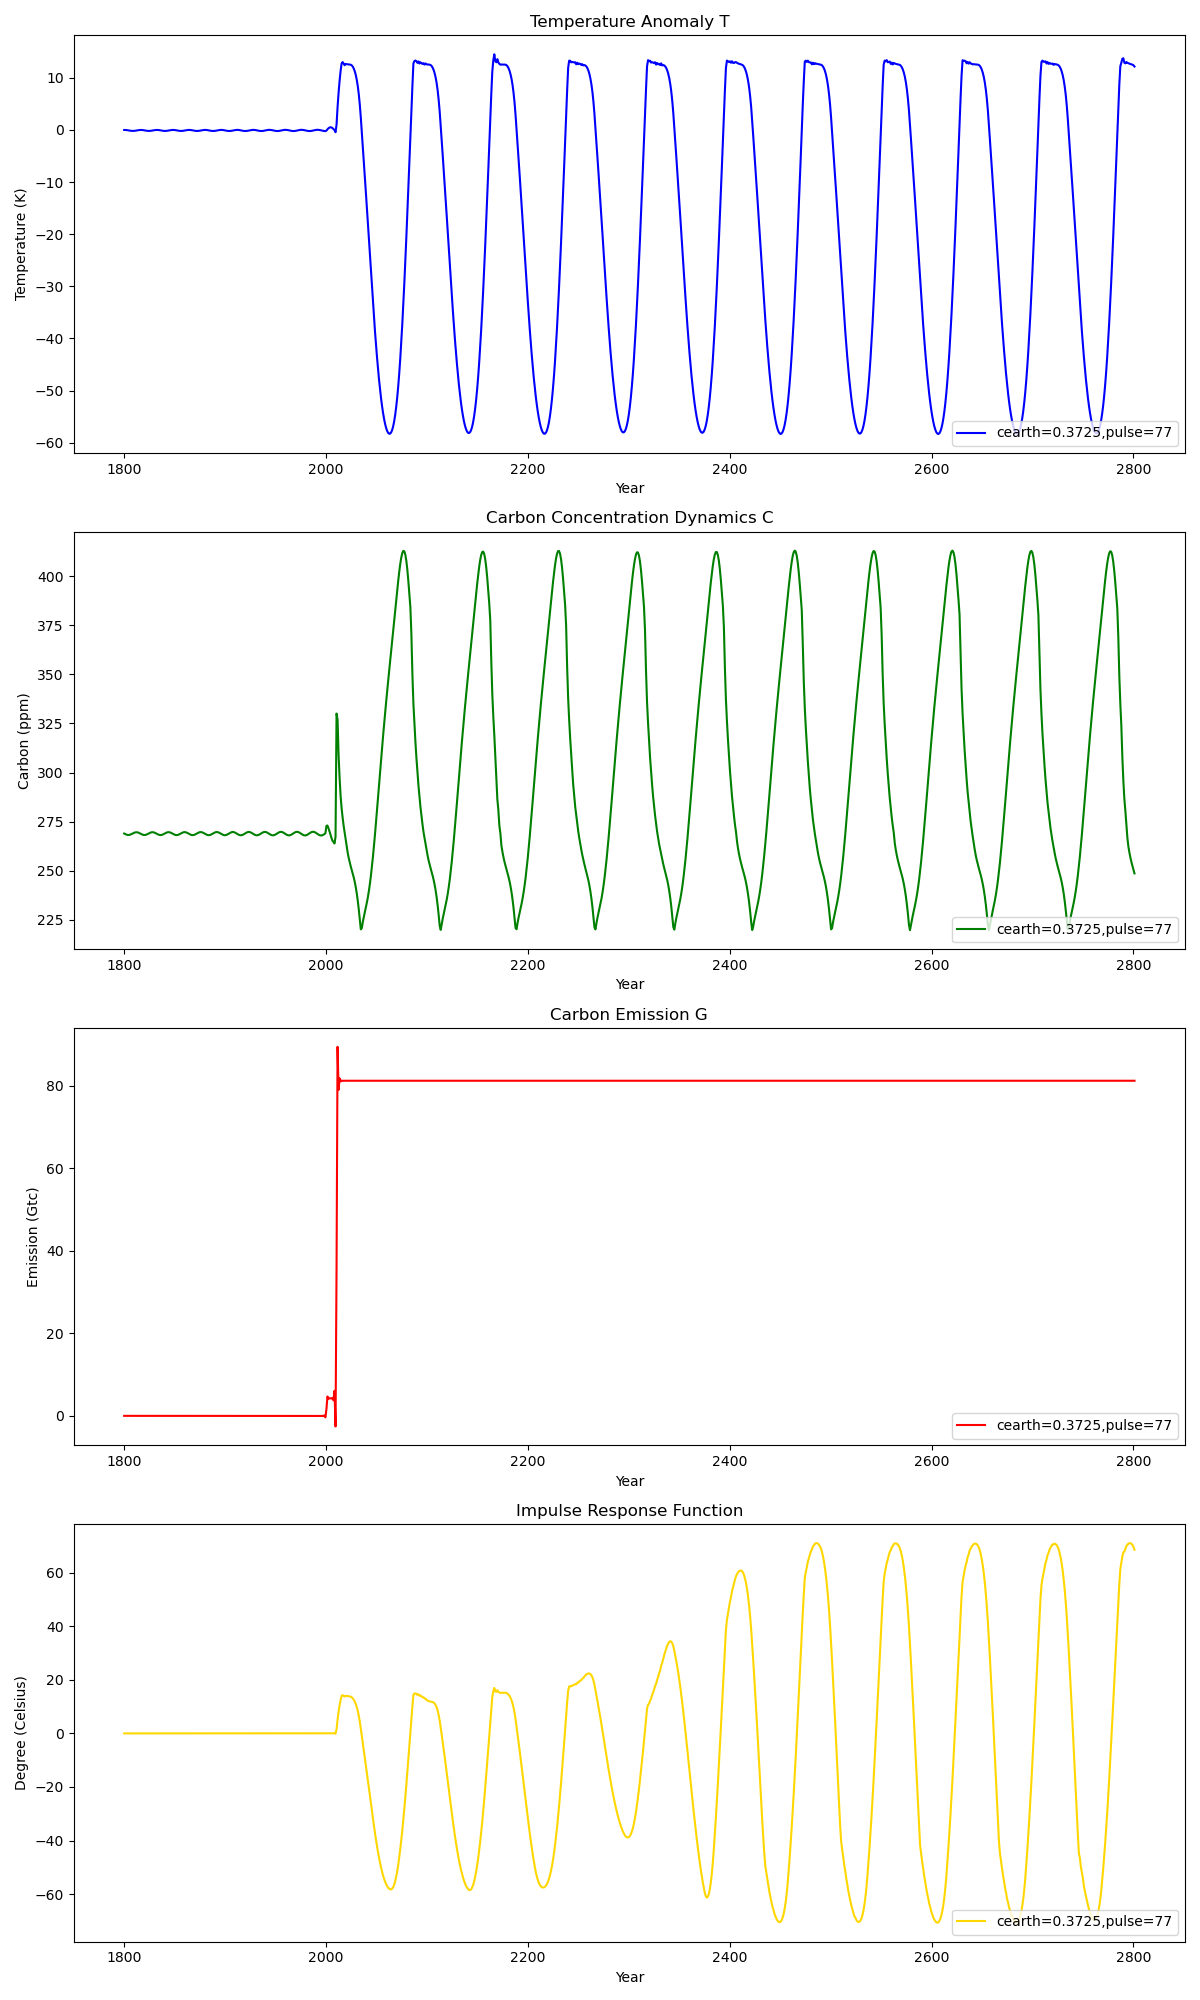 Temperature Anomaly T
10
0
−10
−20
−30
−40
−50
−60
Temperature (K)
cearth=0.3725,pulse=77
1800 2000 2200 2400 2600 2800
Year
Carbon Concentration Dynamics C
400
375
350
325
300
275
250
225
Carbon (ppm)
cearth=0.3725,pulse=77
1800 2000 2200 2400 2600 2800
Year
Carbon Emission G
80
60
40
20
0
Emission (Gtc)
cearth=0.3725,pulse=77
1800 2000 2200 2400 2600 2800
Year
Impulse Response Function
60
40
20
0
−20
−40
−60
Degree (Celsius)
cearth=0.3725,pulse=77
1800 2000 2200 2400 2600 2800
Year